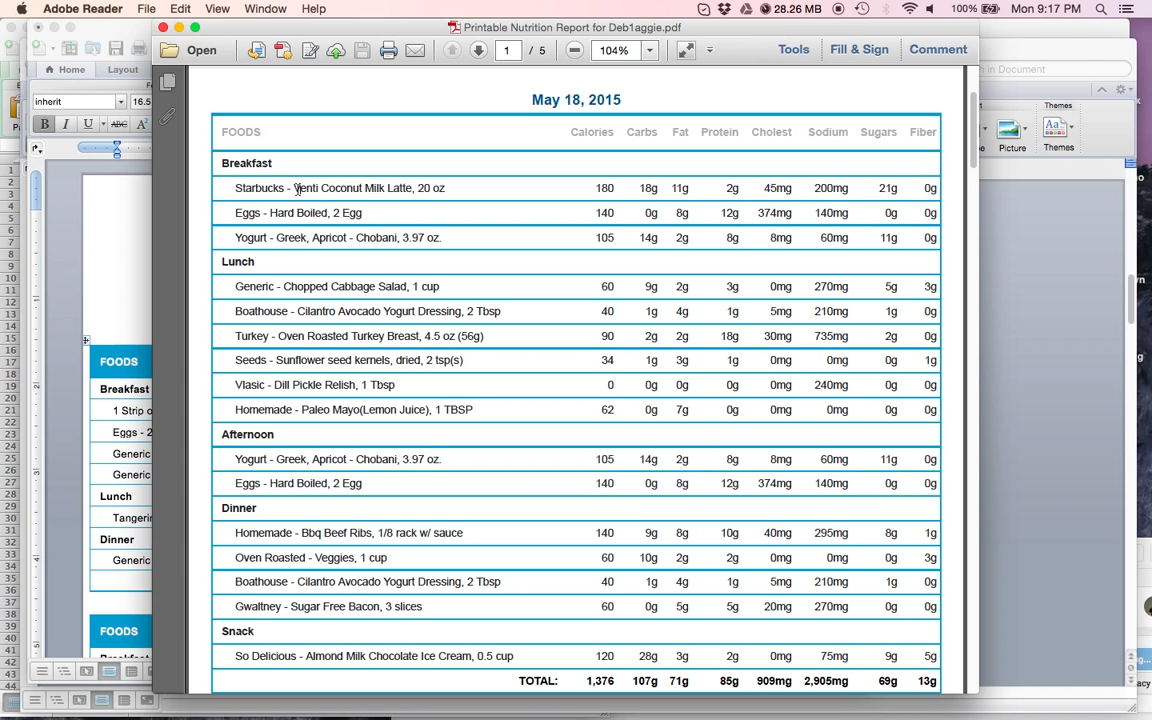 Adobe Reader File Edit View Window Help 28.26 MB 100% Mon 9:17 PM
Printable Nutrition Report for Deb1aggie.pdf
Open 1 / 5 104% Tools Fill & Sign Comment
Home Layout
inherit 16.5
B I U ABC A
in Document
Themes
Picture Themes
May 18, 2015
FOODS Calories Carbs Fat Protein Cholest Sodium Sugars Fiber
Breakfast
Starbucks - Venti Coconut Milk Latte, 20 oz 180 18g 11g 2g 45mg 200mg 21g 0g
Eggs - Hard Boiled, 2 Egg 140 0g 8g 12g 374mg 140mg 0g 0g
Yogurt - Greek, Apricot - Chobani, 3.97 oz. 105 14g 2g 8g 8mg 60mg 11g 0g
Lunch
Generic - Chopped Cabbage Salad, 1 cup 60 9g 2g 3g 0mg 270mg 5g 3g
Boathouse - Cilantro Avocado Yogurt Dressing, 2 Tbsp 40 1g 4g 1g 5mg 210mg 1g 0g
Turkey - Oven Roasted Turkey Breast, 4.5 oz (56g) 90 2g 2g 18g 30mg 735mg 2g 0g
Seeds - Sunflower seed kernels, dried, 2 tsp(s) 34 1g 3g 1g 0mg 0mg 0g 1g
Vlasic - Dill Pickle Relish, 1 Tbsp 0 0g 0g 0g 0mg 240mg 0g 0g
Homemade - Paleo Mayo(Lemon Juice), 1 TBSP 62 0g 7g 0g 0mg 0mg 0g 0g
Afternoon
Yogurt - Greek, Apricot - Chobani, 3.97 oz. 105 14g 2g 8g 8mg 60mg 11g 0g
Eggs - Hard Boiled, 2 Egg 140 0g 8g 12g 374mg 140mg 0g 0g
Dinner
Homemade - Bbq Beef Ribs, 1/8 rack w/ sauce 140 9g 8g 10g 40mg 295mg 8g 1g
Oven Roasted - Veggies, 1 cup 60 10g 2g 2g 0mg 0mg 0g 3g
Boathouse - Cilantro Avocado Yogurt Dressing, 2 Tbsp 40 1g 4g 1g 5mg 210mg 1g 0g
Gwaltney - Sugar Free Bacon, 3 slices 60 0g 5g 5g 20mg 270mg 0g 0g
Snack
So Delicious - Almond Milk Chocolate Ice Cream, 0.5 cup 120 28g 3g 2g 0mg 75mg 9g 5g
TOTAL: 1,376 107g 71g 85g 909mg 2,905mg 69g 13g
FOODS
Breakfast
1 Strip o
Eggs - 2
Generic
Generic
Lunch
Tangerin
Dinner
Generic
FOODS